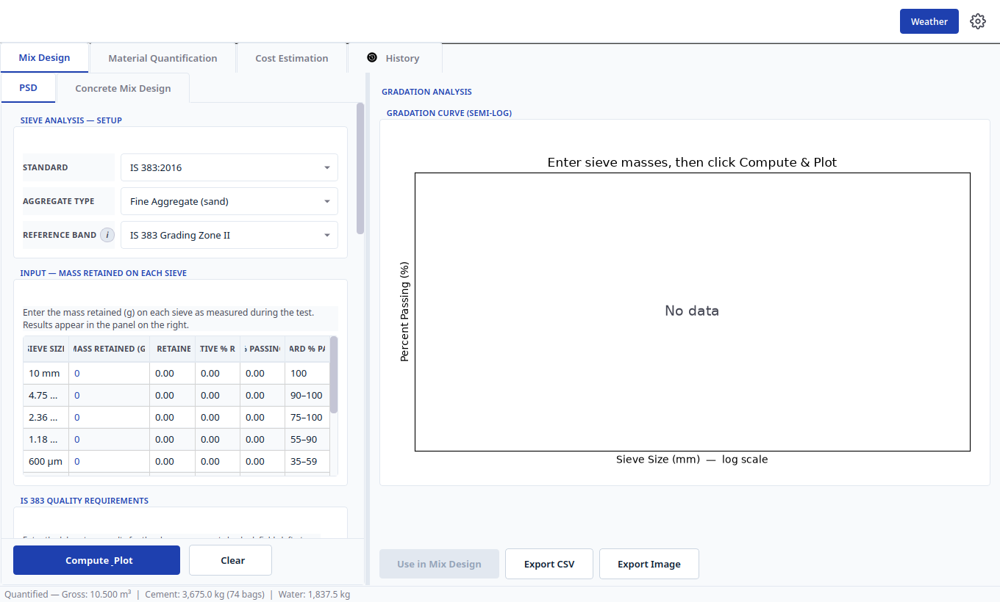 Weather
Mix Design
Material Quantification
Cost Estimation
History
PSD
Concrete Mix Design
SIEVE ANALYSIS — SETUP
STANDARD
IS 383:2016
AGGREGATE TYPE
Fine Aggregate (sand)
REFERENCE BAND i
IS 383 Grading Zone II
INPUT — MASS RETAINED ON EACH SIEVE
Enter the mass retained (g) on each sieve as measured during the test.
Results appear in the panel on the right.
SIEVE SIZE MASS RETAINED (G RETAINE TIVE % R PASSING ARD % PA
10 mm 0 0.00 0.00 0.00 100
4.75 ... 0 0.00 0.00 0.00 90–100
2.36 ... 0 0.00 0.00 0.00 75–100
1.18 ... 0 0.00 0.00 0.00 55–90
600 µm 0 0.00 0.00 0.00 35–59
IS 383 QUALITY REQUIREMENTS
Compute _Plot
Clear
GRADATION ANALYSIS
GRADATION CURVE (SEMI-LOG)
Enter sieve masses, then click Compute & Plot
Percent Passing (%)
No data
Sieve Size (mm) — log scale
Use in Mix Design
Export CSV
Export Image
Quantified — Gross: 10.500 m³ | Cement: 3,675.0 kg (74 bags) | Water: 1,837.5 kg